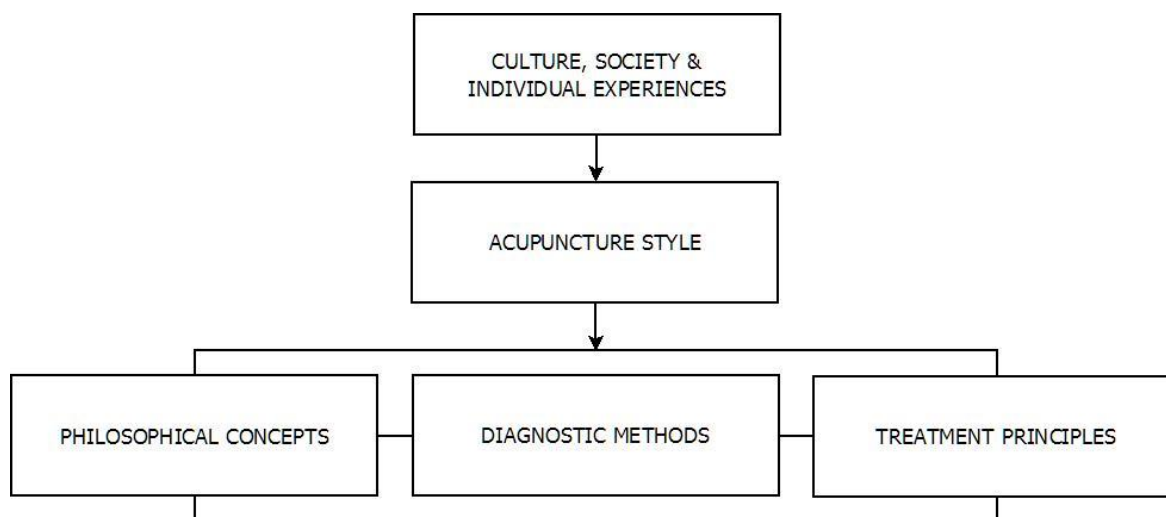 CULTURE, SOCIETY &
INDIVIDUAL EXPERIENCES
ACUPUNCTURE STYLE
PHILOSOPHICAL CONCEPTS
DIAGNOSTIC METHODS
TREATMENT PRINCIPLES